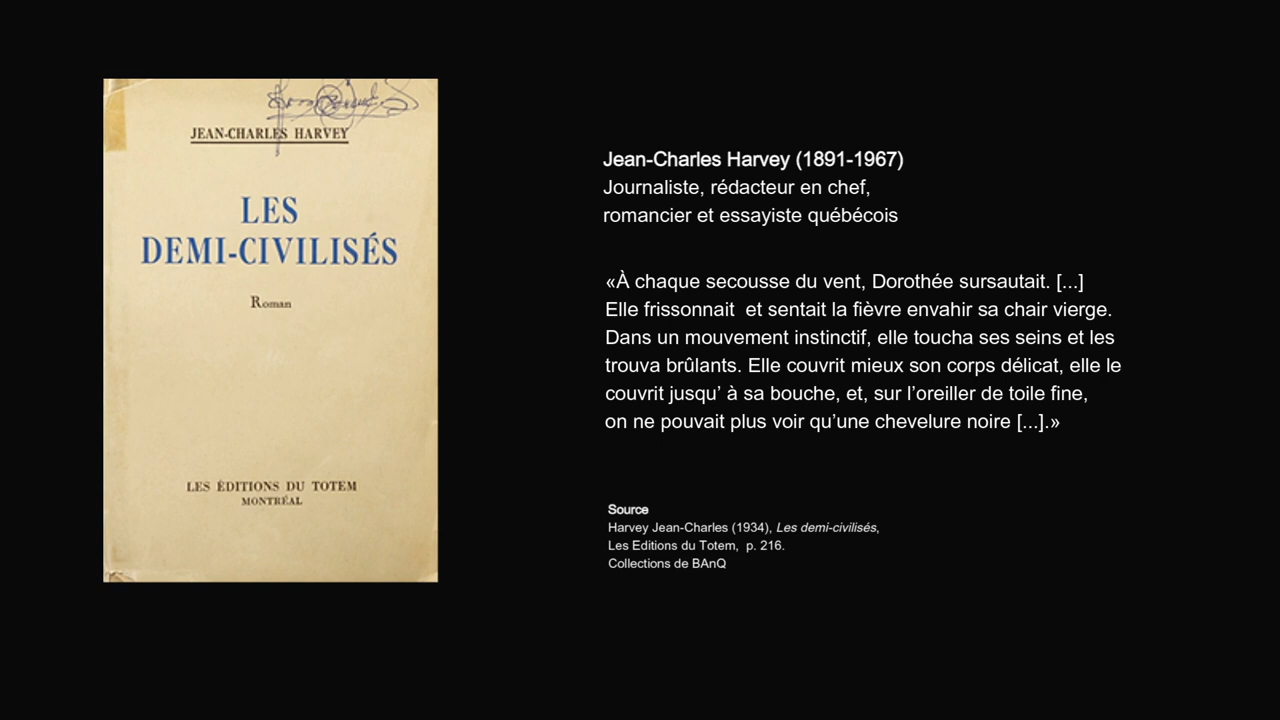 JEAN-CHARLES HARVEY
LES
DEMI-CIVILISÉS
Roman
LES ÉDITIONS DU TOTEM
MONTRÉAL
Jean-Charles Harvey (1891-1967)
Journaliste, rédacteur en chef,
romancier et essayiste québécois
«À chaque secousse du vent, Dorothée sursautait. [...]
Elle frissonnait  et sentait la fièvre envahir sa chair vierge.
Dans un mouvement instinctif, elle toucha ses seins et les
trouva brûlants. Elle couvrit mieux son corps délicat, elle le
couvrit jusqu’ à sa bouche, et, sur l’oreiller de toile fine,
on ne pouvait plus voir qu’une chevelure noire [...].»
Source
Harvey Jean-Charles (1934), Les demi-civilisés,
Les Editions du Totem,  p. 216.
Collections de BAnQ